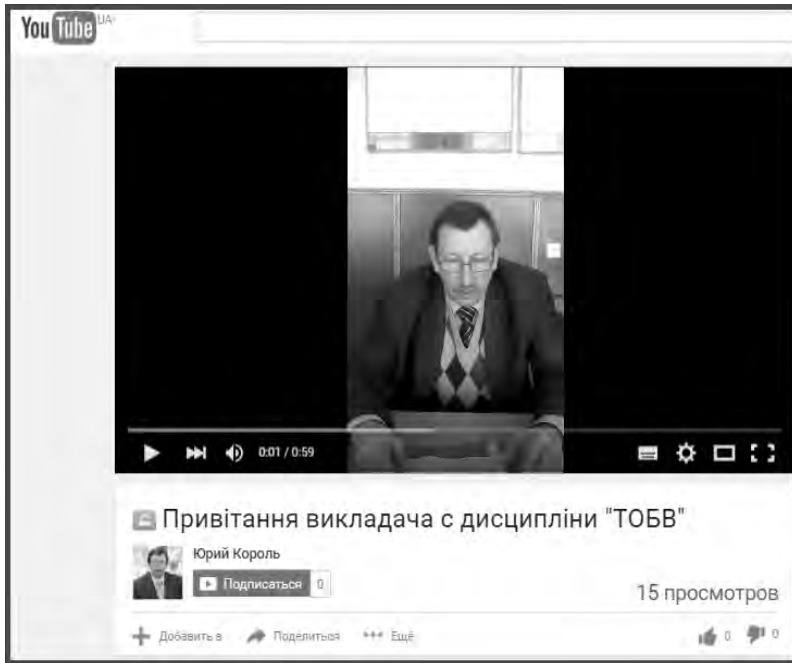 You Tube UA
0:01 / 0:59
Привітання викладача с дисципліни "ТОБВ"
Юрий Король
Подписаться 0
15 просмотров
Добавить в Поделиться Ещё 0 0